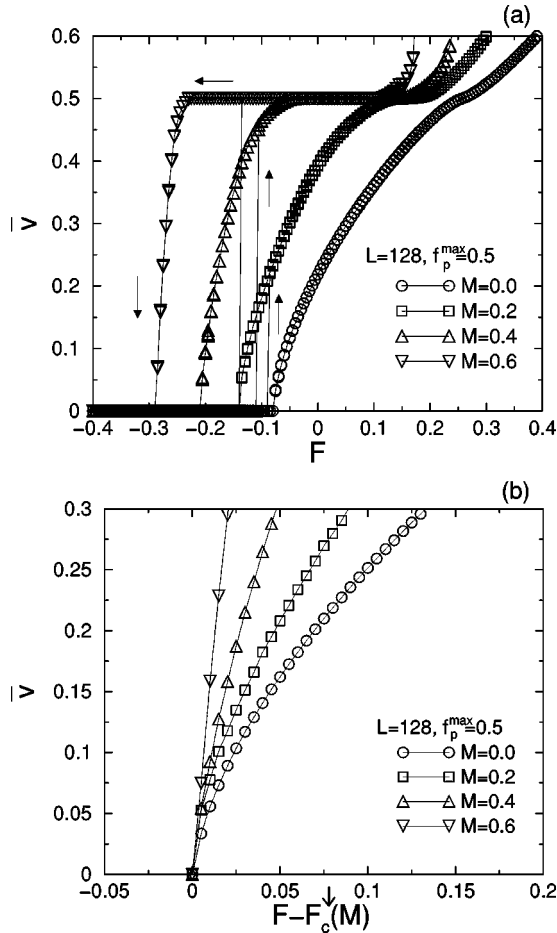 (a)
0.6
0.5
0.4
0.3
0.2
0.1
0
v̅
L=128, f_p^max=0.5
M=0.0
M=0.2
M=0.4
M=0.6
−0.4 −0.3 −0.2 −0.1 0 0.1 0.2 0.3 0.4
F
(b)
0.3
0.25
0.2
0.15
0.1
0.05
0
v̅
L=128, f_p^max=0.5
M=0.0
M=0.2
M=0.4
M=0.6
−0.05 0 0.05 0.1 0.15 0.2
F−F_c^↓(M)